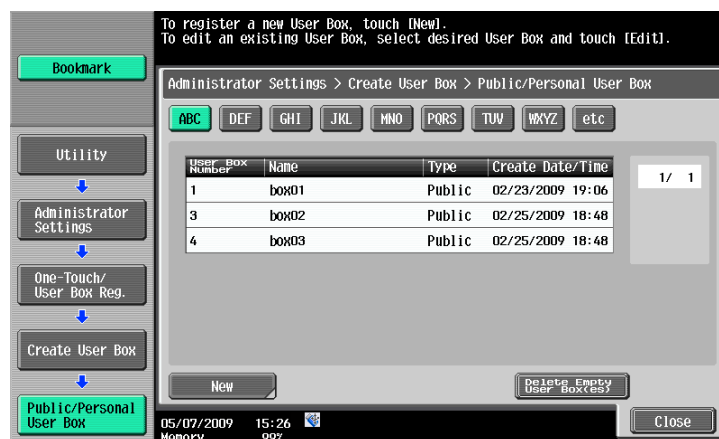 To register a new User Box, touch [New].
To edit an existing User Box, select desired User Box and touch [Edit].
Bookmark
Administrator Settings > Create User Box > Public/Personal User Box
ABC DEF GHI JKL MNO PQRS TUV WXYZ etc
Utility
Administrator
Settings
One-Touch/
User Box Reg.
Create User Box
Public/Personal
User Box
User Box
Number Name Type Create Date/Time
1/ 1
1 box01 Public 02/23/2009 19:06
3 box02 Public 02/25/2009 18:48
4 box03 Public 02/25/2009 18:48
New
Delete Empty
User Box(es)
05/07/2009 15:26
Memory 99%
Close